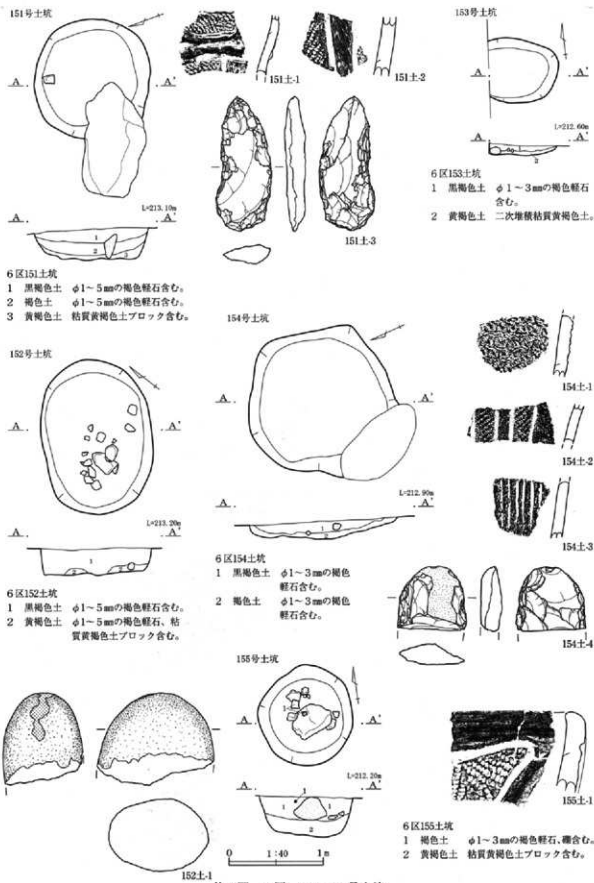 151号土坑
A
A'
L=213.10m
A
A'
1
2
3
6区151土坑
1 黒褐色土 φ1～5㎜の褐色軽石含む。
2 褐色土 φ1～5㎜の褐色軽石含む。
3 黄褐色土 粘質黄褐色土ブロック含む。
151土-1
151土-2
151土-3
153号土坑
A
A'
L=212.60m
A
A'
2
6区153土坑
1 黒褐色土 φ1～3㎜の褐色軽石
含む。
2 黄褐色土 二次堆積粘質黄褐色土。
152号土坑
A
A'
L=213.20m
A
A'
1
2
6区152土坑
1 黒褐色土 φ1～5㎜の褐色軽石含む。
2 黄褐色土 φ1～5㎜の褐色軽石、粘
質黄褐色土ブロック含む。
154号土坑
A
A'
L=212.90m
A
A'
1
2
6区154土坑
1 黒褐色土 φ1～3㎜の褐色
軽石含む。
2 褐色土 φ1～3㎜の褐色
軽石含む。
154土-1
154土-2
154土-3
154土-4
152土-1
155号土坑
1
A
A'
L=212.20m
A
A'
1
1
1
2
0 1:40 1m
155土-1
6区155土坑
1 褐色土 φ1～3㎜の褐色軽石、礫含む。
2 黄褐色土 粘質黄褐色土ブロック含む。